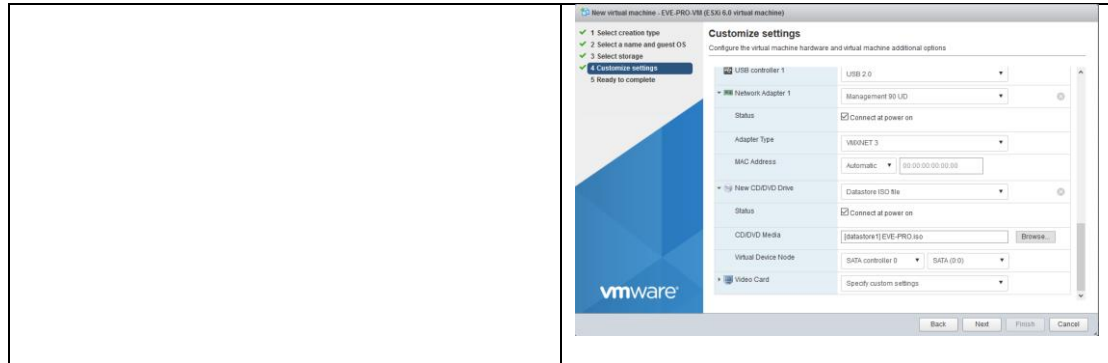 New virtual machine - EVE-PRO-VM (ESXi 6.0 virtual machine)
1 Select creation type
2 Select a name and guest OS
3 Select storage
4 Customize settings
5 Ready to complete
Customize settings
Configure the virtual machine hardware and virtual machine additional options
USB controller 1 USB 2.0
Network Adapter 1 Management 90 UD
Status Connect at power on
Adapter Type VMXNET 3
MAC Address Automatic 00:00:00:00:00:00
New CD/DVD Drive Datastore ISO file
Status Connect at power on
CD/DVD Media [datastore1] EVE-PRO.iso Browse...
Virtual Device Node SATA controller 0 SATA (0:0)
Video Card Specify custom settings
vmware
Back Next Finish Cancel